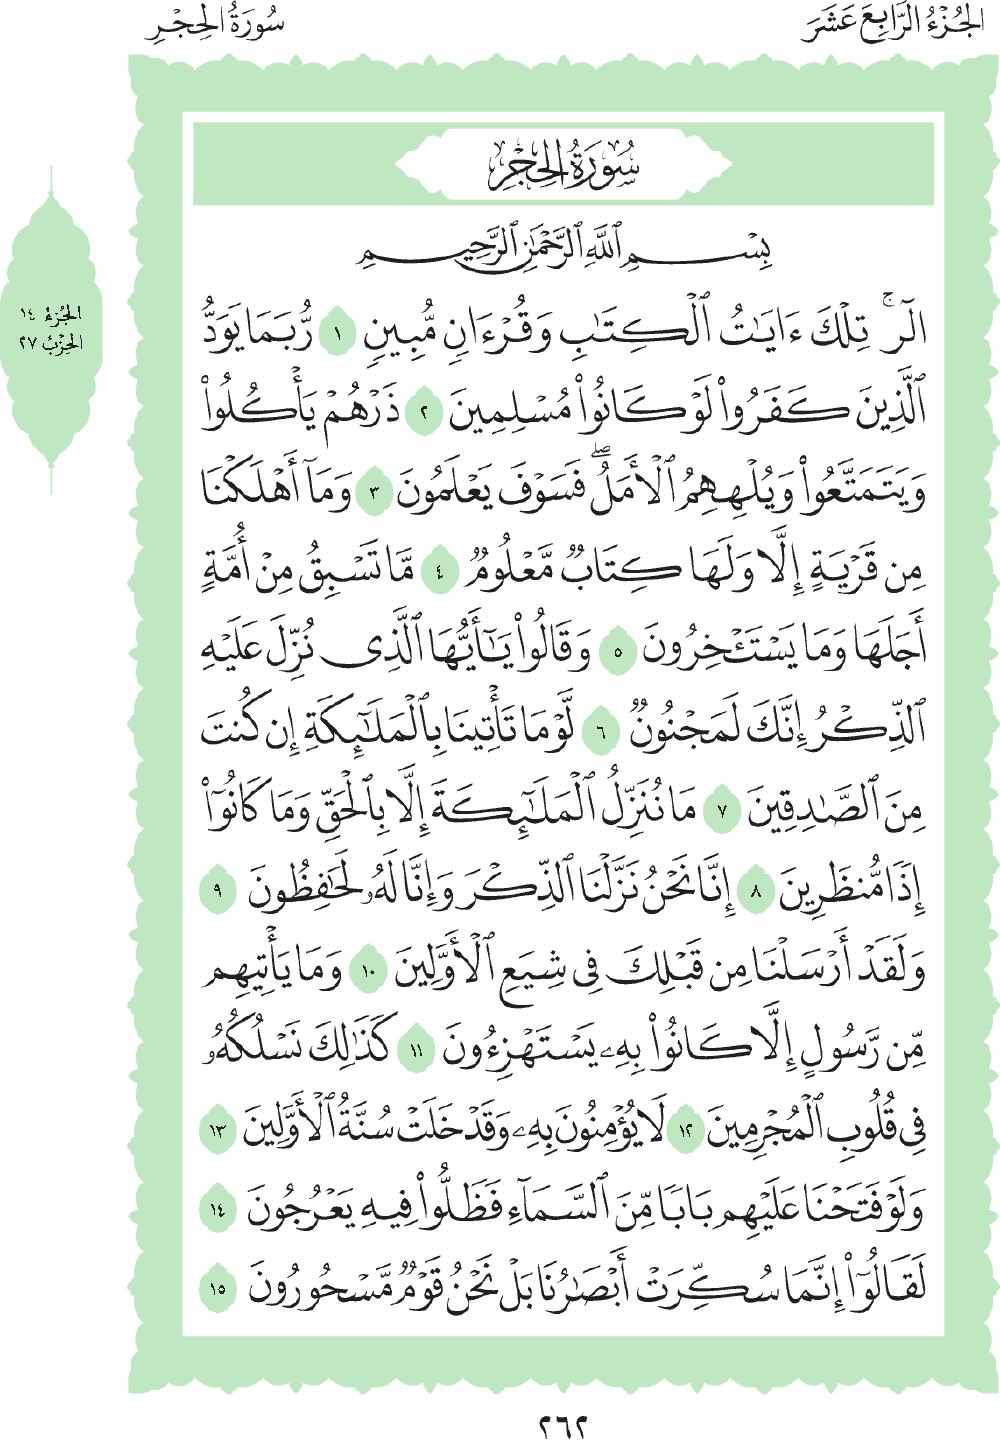 الجُزْءُ الرَّابِعَ عَشَرَ
سُورَةُ الحِجْرِ
سُورَةُ الحِجْرِ
بِسْمِ ٱللَّهِ ٱلرَّحْمَٰنِ ٱلرَّحِيمِ
الجُزْءُ ١٤
الحِزْبُ ٢٧
الٓرۚ تِلْكَ ءَايَٰتُ ٱلْكِتَٰبِ وَقُرْءَانٍ مُّبِينٍ ١ رُّبَمَا يَوَدُّ
ٱلَّذِينَ كَفَرُوا۟ لَوْ كَانُوا۟ مُسْلِمِينَ ٢ ذَرْهُمْ يَأْكُلُوا۟
وَيَتَمَتَّعُوا۟ وَيُلْهِهِمُ ٱلْأَمَلُۖ فَسَوْفَ يَعْلَمُونَ ٣ وَمَآ أَهْلَكْنَا
مِن قَرْيَةٍ إِلَّا وَلَهَا كِتَابٌ مَّعْلُومٌ ٤ مَّا تَسْبِقُ مِنْ أُمَّةٍ
أَجَلَهَا وَمَا يَسْتَـْٔخِرُونَ ٥ وَقَالُوا۟ يَٰٓأَيُّهَا ٱلَّذِى نُزِّلَ عَلَيْهِ
ٱلذِّكْرُ إِنَّكَ لَمَجْنُونٌ ٦ لَّوْ مَا تَأْتِينَا بِٱلْمَلَٰٓئِكَةِ إِن كُنتَ
مِنَ ٱلصَّٰدِقِينَ ٧ مَا نُنَزِّلُ ٱلْمَلَٰٓئِكَةَ إِلَّا بِٱلْحَقِّ وَمَا كَانُوٓا۟
إِذًا مُّنظَرِينَ ٨ إِنَّا نَحْنُ نَزَّلْنَا ٱلذِّكْرَ وَإِنَّا لَهُۥ لَحَٰفِظُونَ ٩
وَلَقَدْ أَرْسَلْنَا مِن قَبْلِكَ فِى شِيَعِ ٱلْأَوَّلِينَ ١٠ وَمَا يَأْتِيهِم
مِّن رَّسُولٍ إِلَّا كَانُوا۟ بِهِۦ يَسْتَهْزِءُونَ ١١ كَذَٰلِكَ نَسْلُكُهُۥ
فِى قُلُوبِ ٱلْمُجْرِمِينَ ١٢ لَا يُؤْمِنُونَ بِهِۦ وَقَدْ خَلَتْ سُنَّةُ ٱلْأَوَّلِينَ ١٣
وَلَوْ فَتَحْنَا عَلَيْهِم بَابًا مِّنَ ٱلسَّمَآءِ فَظَلُّوا۟ فِيهِ يَعْرُجُونَ ١٤
لَقَالُوٓا۟ إِنَّمَا سُكِّرَتْ أَبْصَٰرُنَا بَلْ نَحْنُ قَوْمٌ مَّسْحُورُونَ ١٥
٢٦٢